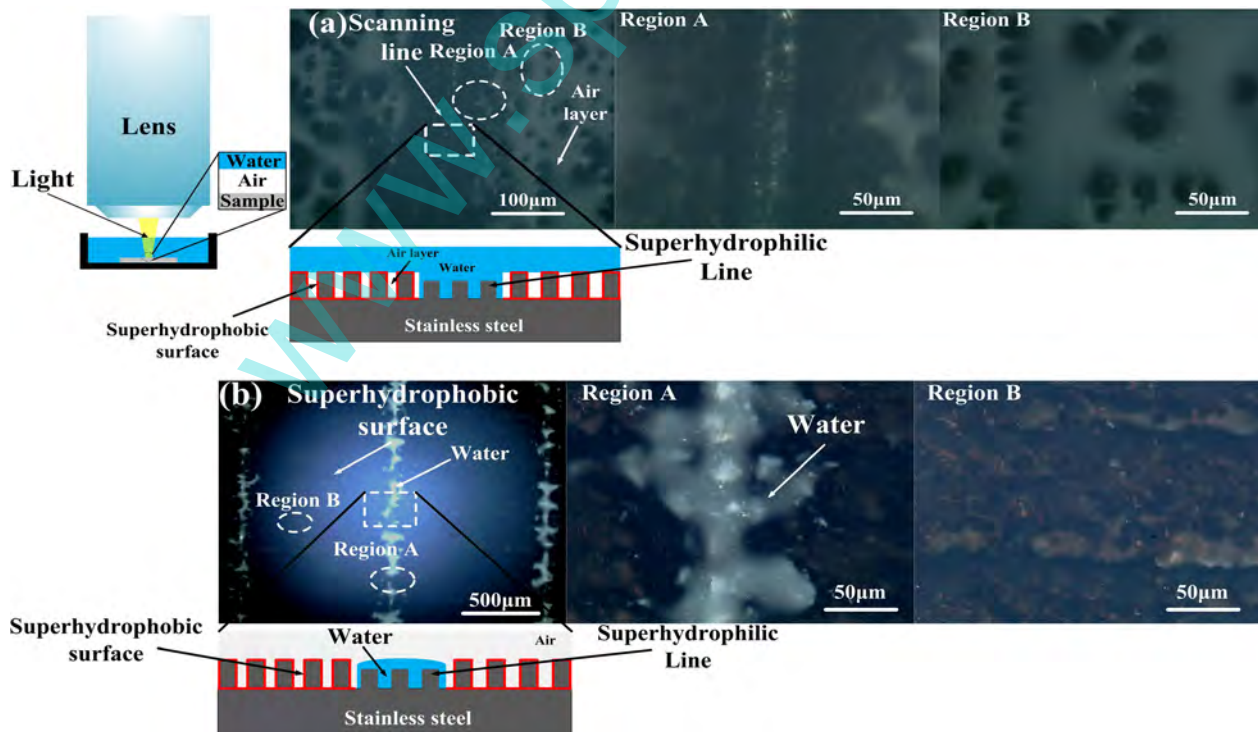 (a) Scanning
line
Region A
Region B
Air
layer
100μm
Region A
50μm
Region B
50μm
Lens
Light
Water
Air
Sample
Air layer
Water
Superhydrophilic
Line
Superhydrophobic
surface
Stainless steel
(b) Superhydrophobic
surface
Water
Region B
Region A
500μm
Region A
Water
50μm
Region B
50μm
Superhydrophobic
surface
Water
Air
Superhydrophilic
Line
Stainless steel
www.sp